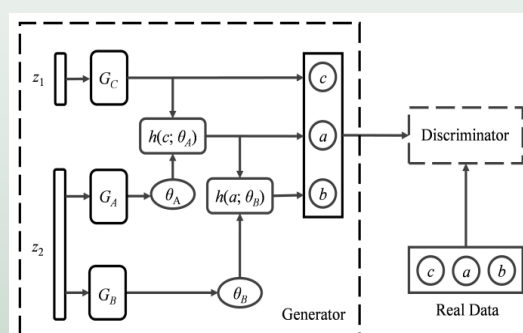 z1
GC
c
h(c; θA)
a
Discriminator
GA
θA
h(a; θB)
b
z2
GB
θB
Generator
c a b
Real Data